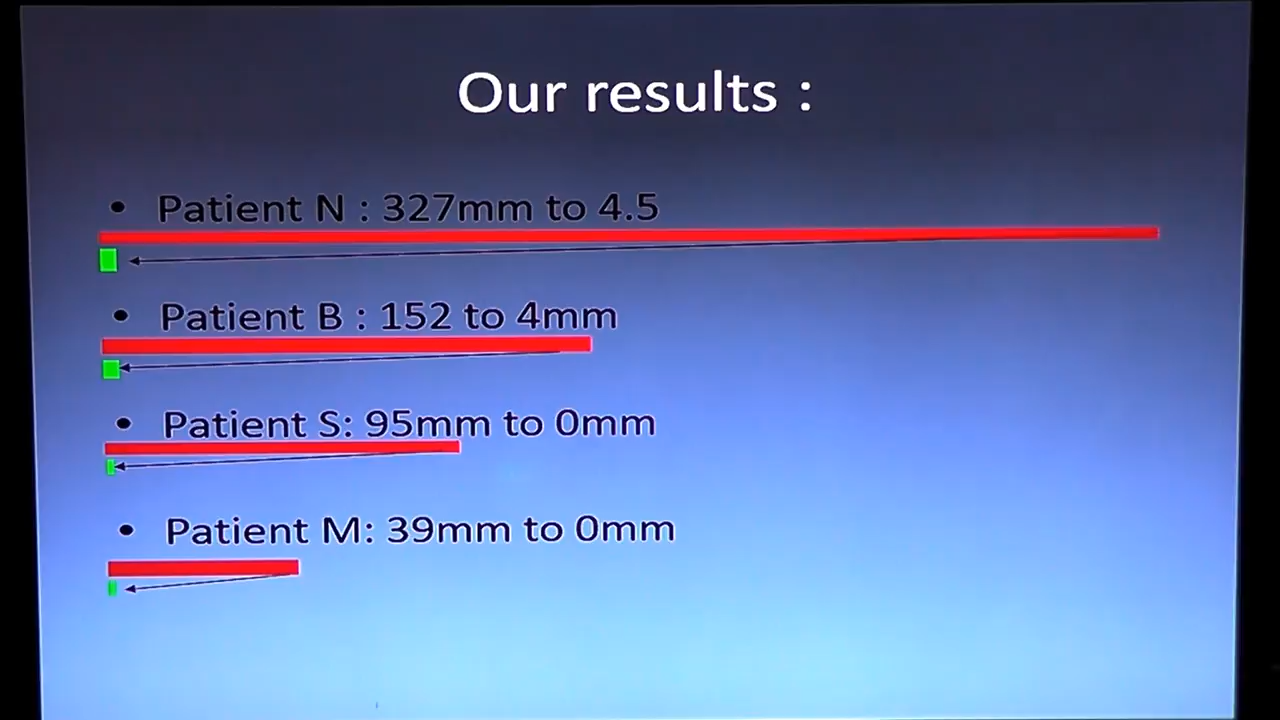 Our results :
• Patient N : 327mm to 4.5
• Patient B : 152 to 4mm
• Patient S: 95mm to 0mm
• Patient M: 39mm to 0mm